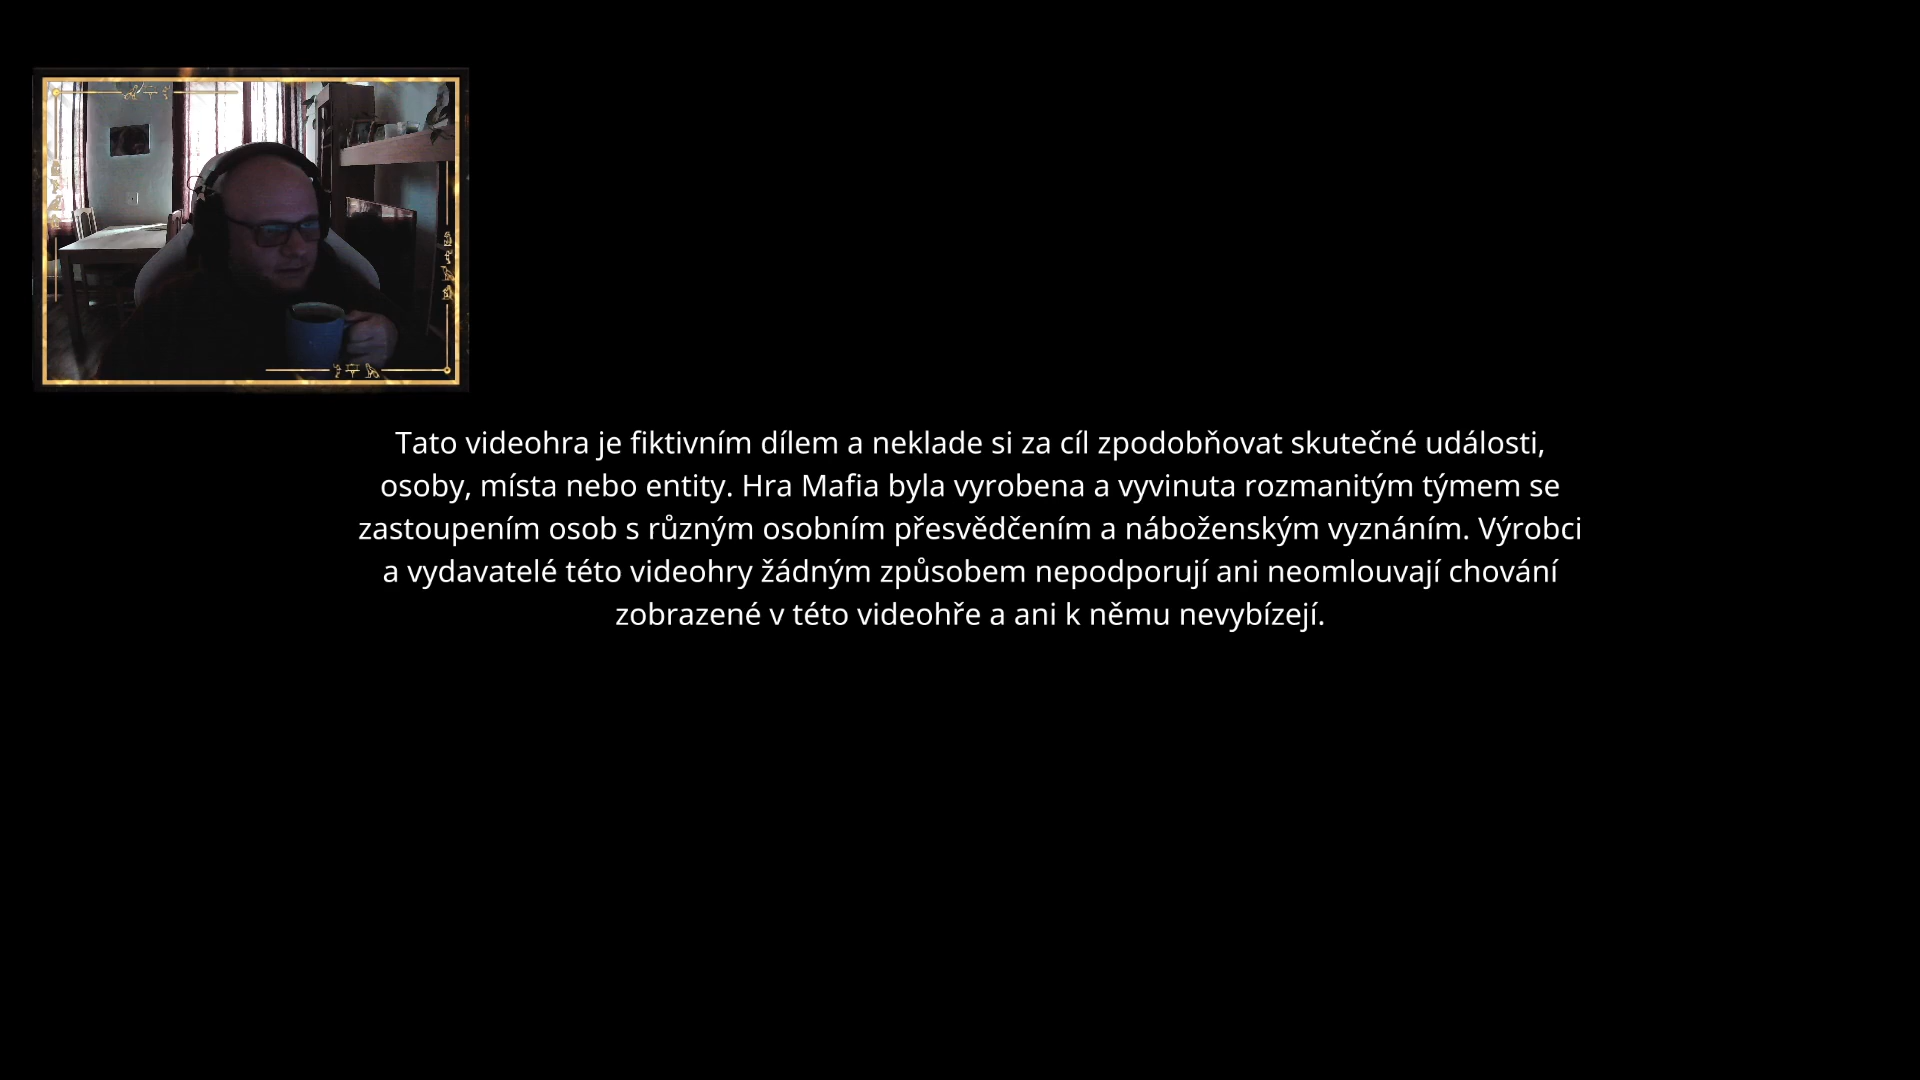 Tato videohra je fiktivním dílem a neklade si za cíl zpodobňovat skutečné události,
osoby, místa nebo entity. Hra Mafia byla vyrobena a vyvinuta rozmanitým týmem se
zastoupením osob s různým osobním přesvědčením a náboženským vyznáním. Výrobci
a vydavatelé této videohry žádným způsobem nepodporují ani neomlouvají chování
zobrazené v této videohře a ani k němu nevybízejí.